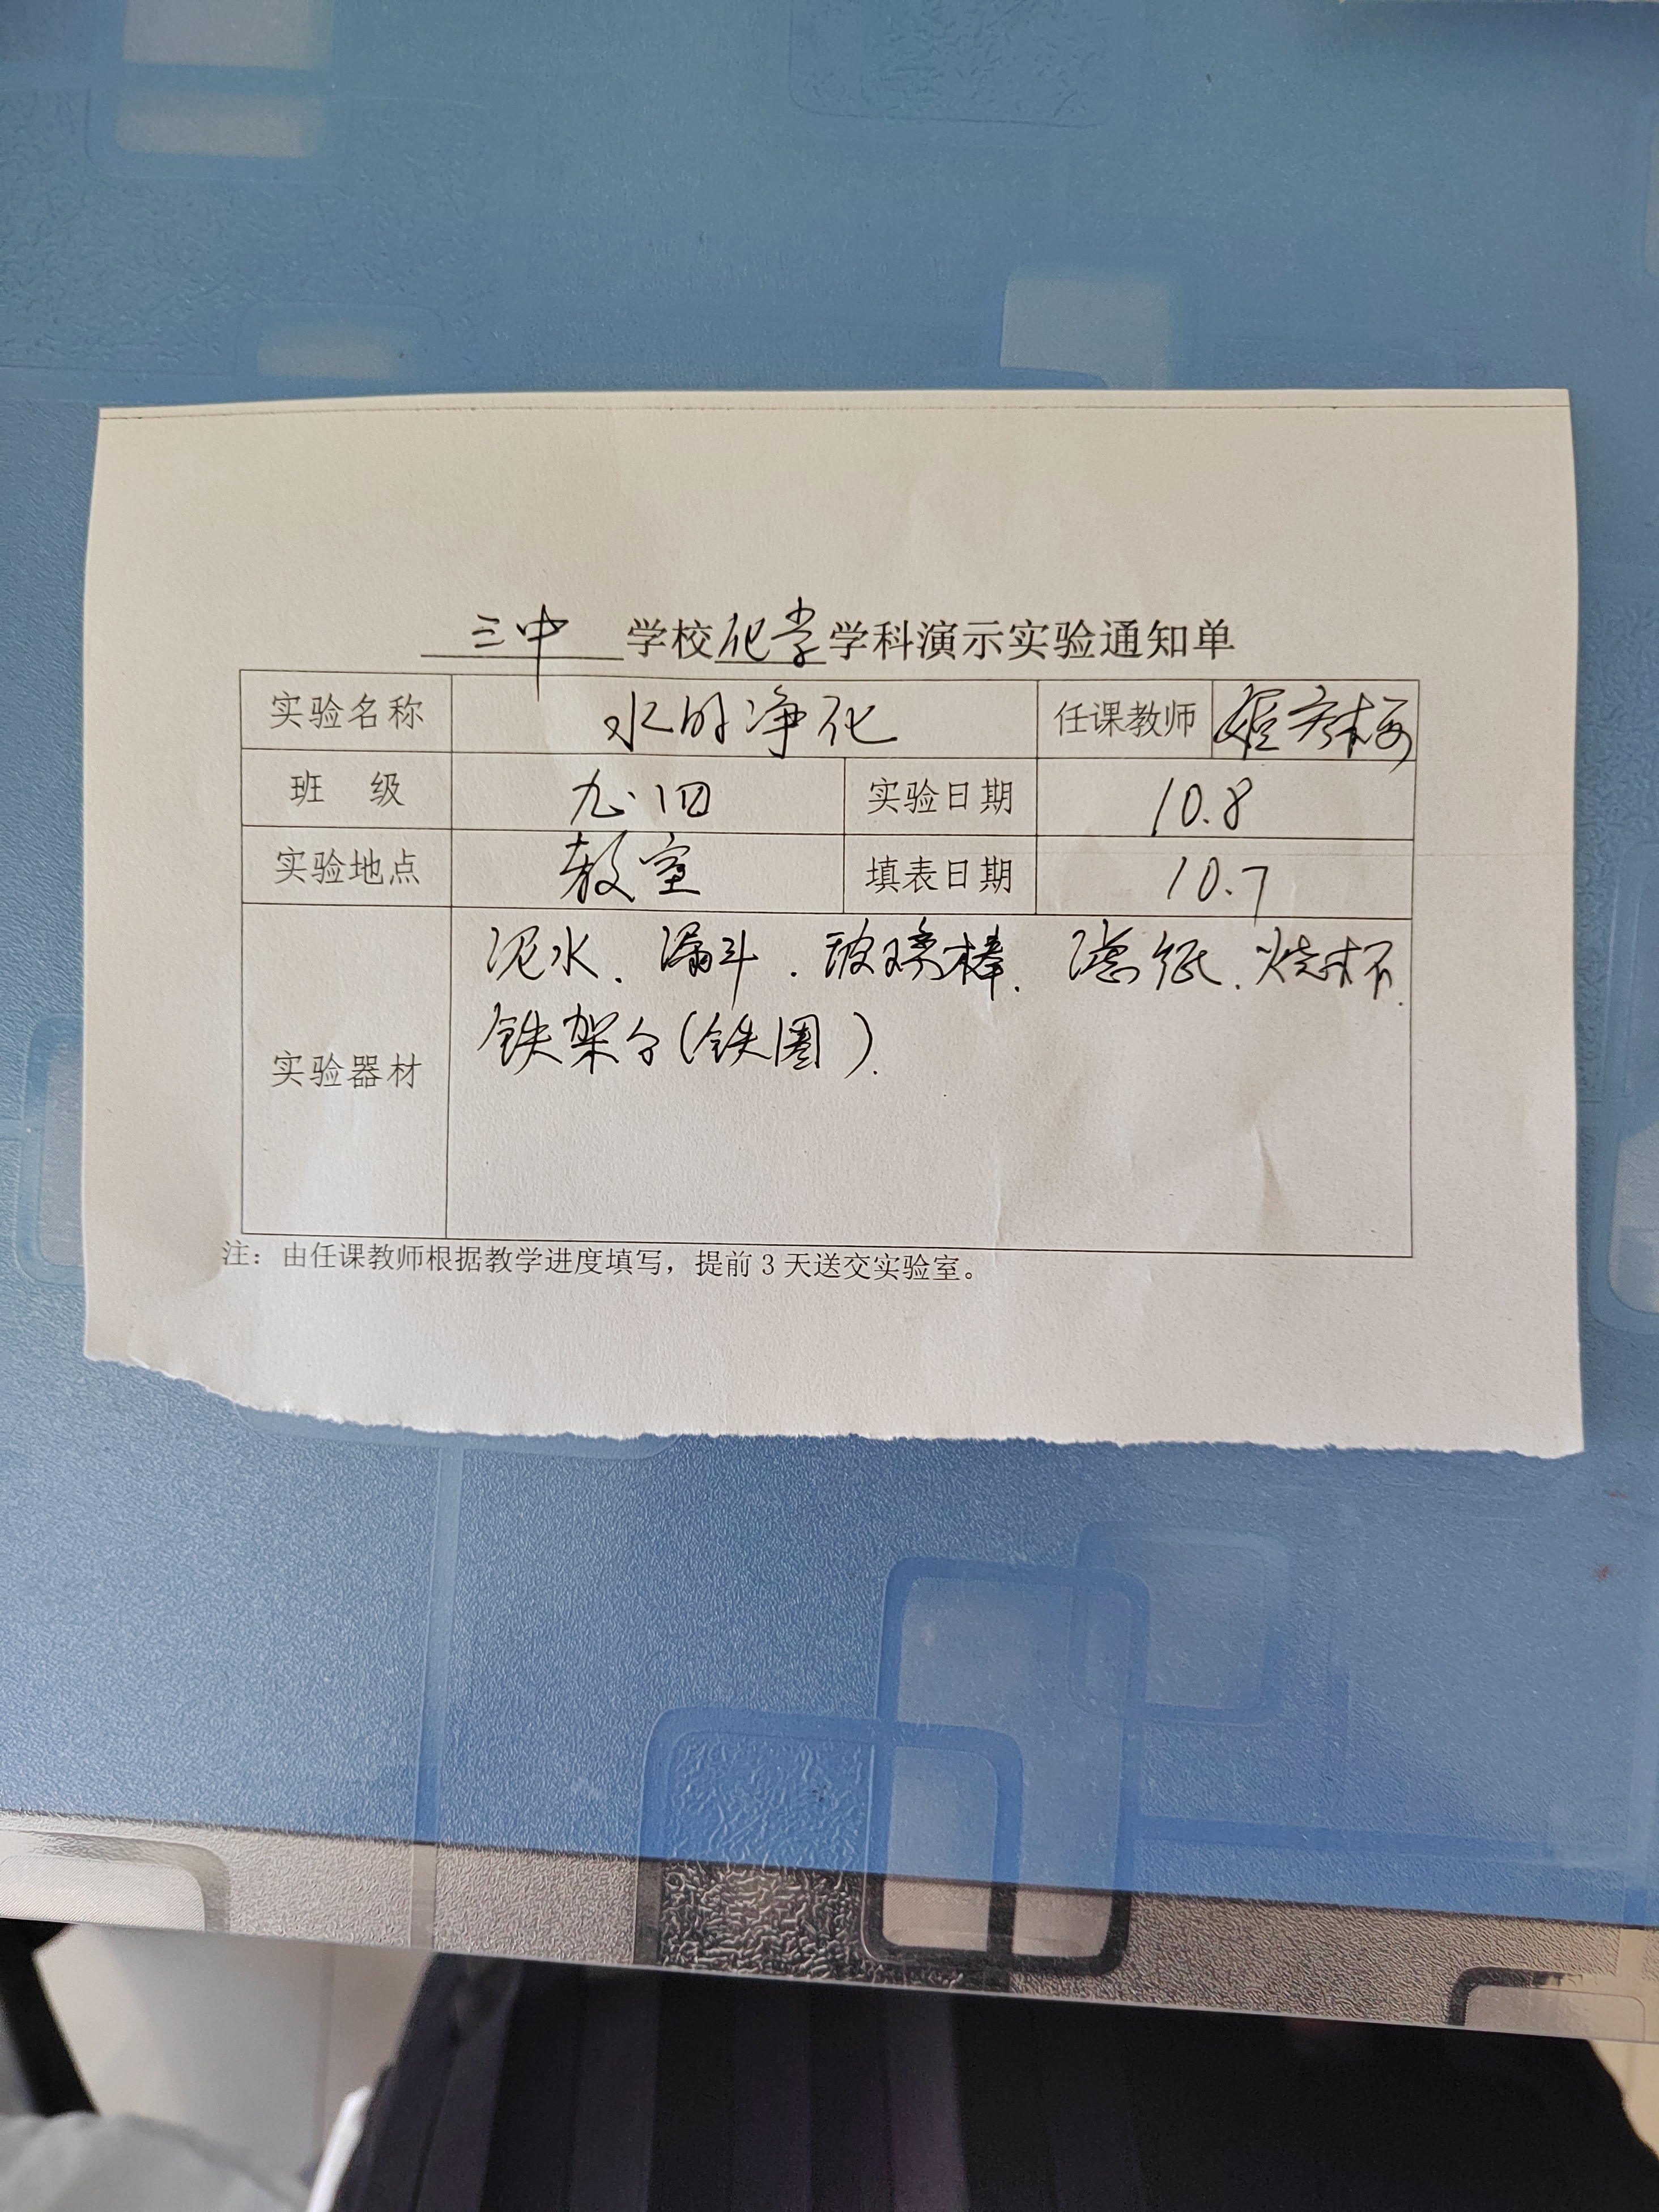 三中 学校化学学科演示实验通知单
实验名称 水的净化 任课教师 姬
班 级 九.四 实验日期 10.8
实验地点 教室 填表日期 10.7
泥水. 漏斗. 玻璃棒. 滤纸. 烧杯.
铁架台(铁圈).
实验器材
注：由任课教师根据教学进度填写，提前 3 天送交实验室。